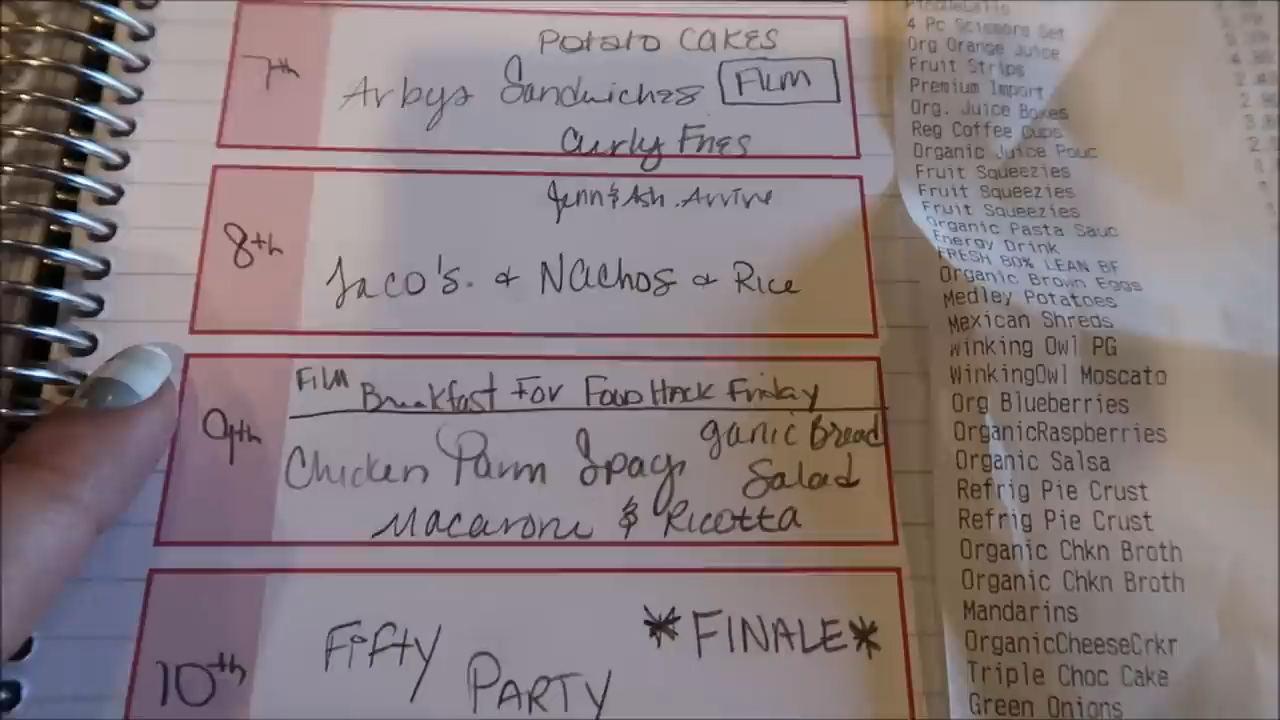 7th
Potato Cakes
Arbys Sandwiches FILM
Curly Fries
8th
Jenn & Ash Arrive
Taco's. & Nachos & Rice
9th
FILM Breakfast For Food Hack Friday
Chicken Parm Spag ganic Bread
Salad
Macaroni & Ricotta
10th
Fifty
*FINALE*
PARTY
4 Pc Scissors Set
Org Orange Juice
Fruit Strips
Premium Import
Org. Juice Boxes
Reg Coffee Cups
Organic Juice Pouc
Fruit Squeezies
Fruit Squeezies
Fruit Squeezies
Organic Pasta Sauc
Energy Drink
FRESH 80% LEAN BF
Organic Brown Eggs
Medley Potatoes
Mexican Shreds
Winking Owl PG
WinkingOwl Moscato
Org Blueberries
OrganicRaspberries
Organic Salsa
Refrig Pie Crust
Refrig Pie Crust
Organic Chkn Broth
Organic Chkn Broth
Mandarins
OrganicCheeseCrkr
Triple Choc Cake
Green Onions